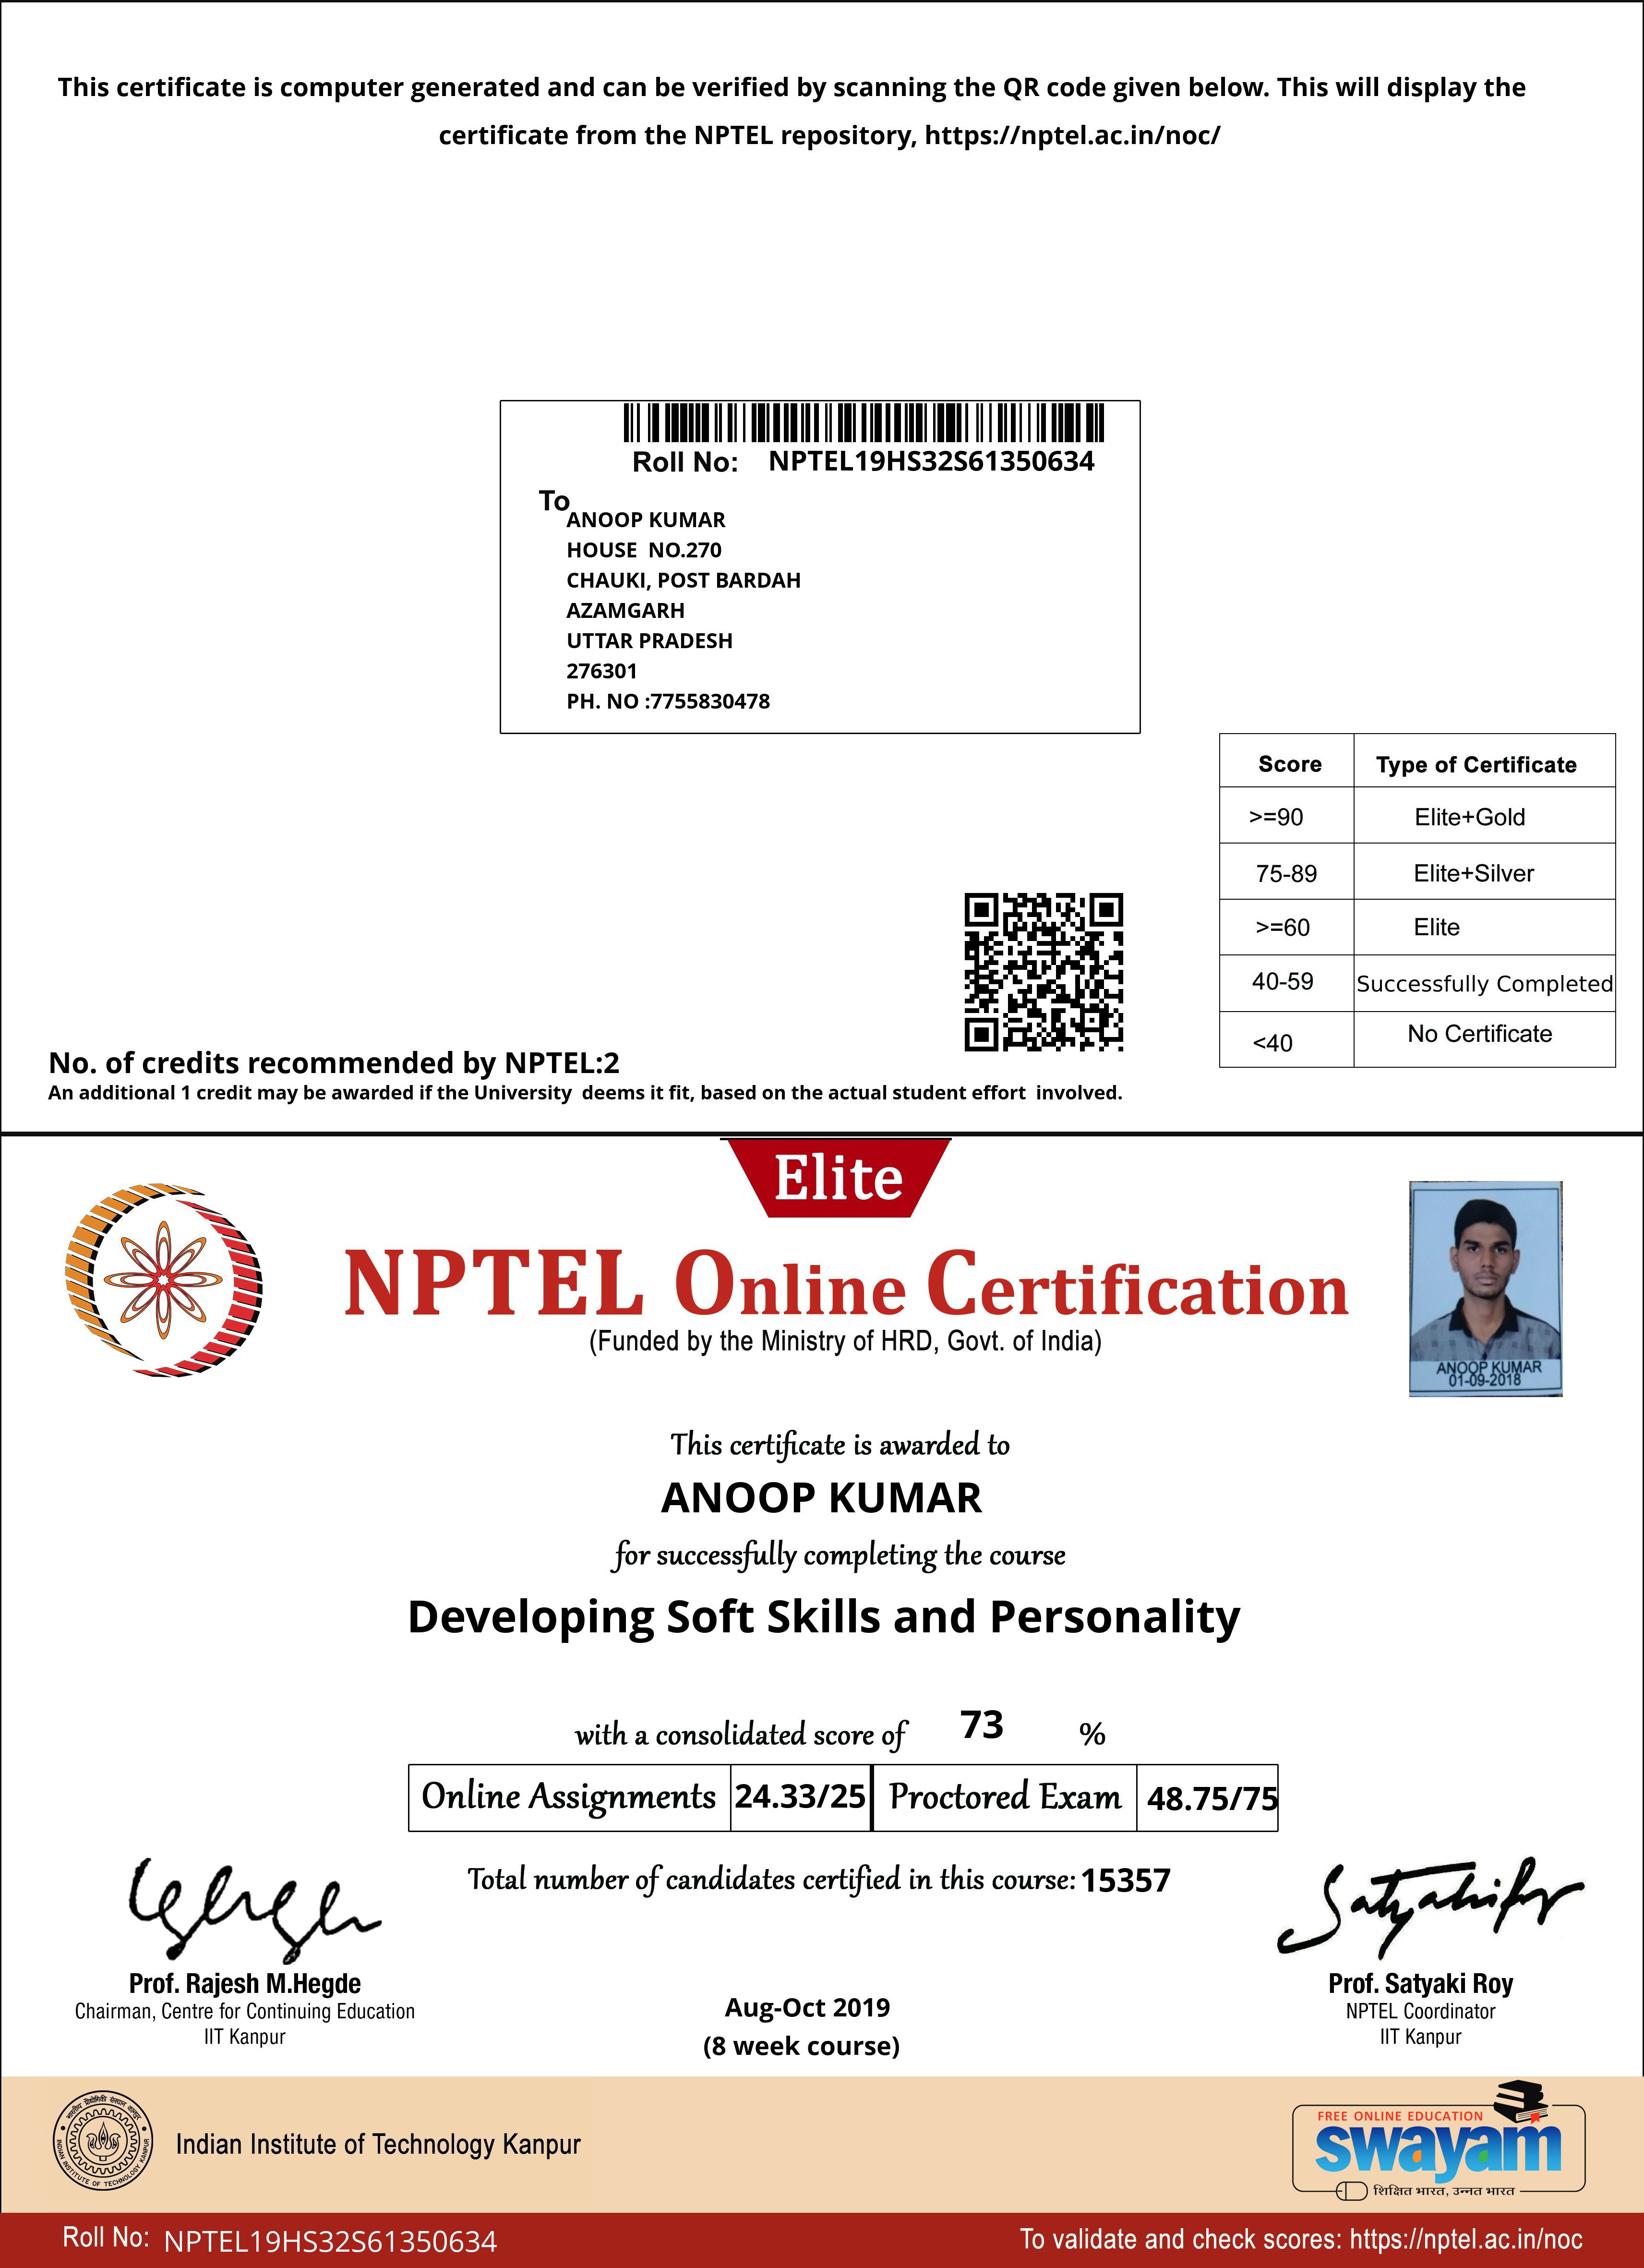 This certificate is computer generated and can be verified by scanning the QR code given below. This will display the
certificate from the NPTEL repository, https://nptel.ac.in/noc/
Roll No: NPTEL19HS32S61350634
To
ANOOP KUMAR
HOUSE NO.270
CHAUKI, POST BARDAH
AZAMGARH
UTTAR PRADESH
276301
PH. NO :7755830478
Score Type of Certificate
>=90 Elite+Gold
75-89 Elite+Silver
>=60 Elite
40-59 Successfully Completed
<40 No Certificate
No. of credits recommended by NPTEL:2
An additional 1 credit may be awarded if the University deems it fit, based on the actual student effort involved.
Elite
NPTEL Online Certification
(Funded by the Ministry of HRD, Govt. of India)
ANOOP KUMAR
01-09-2018
This certificate is awarded to
ANOOP KUMAR
for successfully completing the course
Developing Soft Skills and Personality
with a consolidated score of 73 %
Online Assignments 24.33/25 Proctored Exam 48.75/75
Total number of candidates certified in this course: 15357
Prof. Rajesh M.Hegde
Chairman, Centre for Continuing Education
IIT Kanpur
Aug-Oct 2019
(8 week course)
Prof. Satyaki Roy
NPTEL Coordinator
IIT Kanpur
INDIAN INSTITUTE OF TECHNOLOGY KANPUR
Indian Institute of Technology Kanpur
FREE ONLINE EDUCATION
swayam
शिक्षित भारत, उन्नत भारत
Roll No: NPTEL19HS32S61350634
To validate and check scores: https://nptel.ac.in/noc